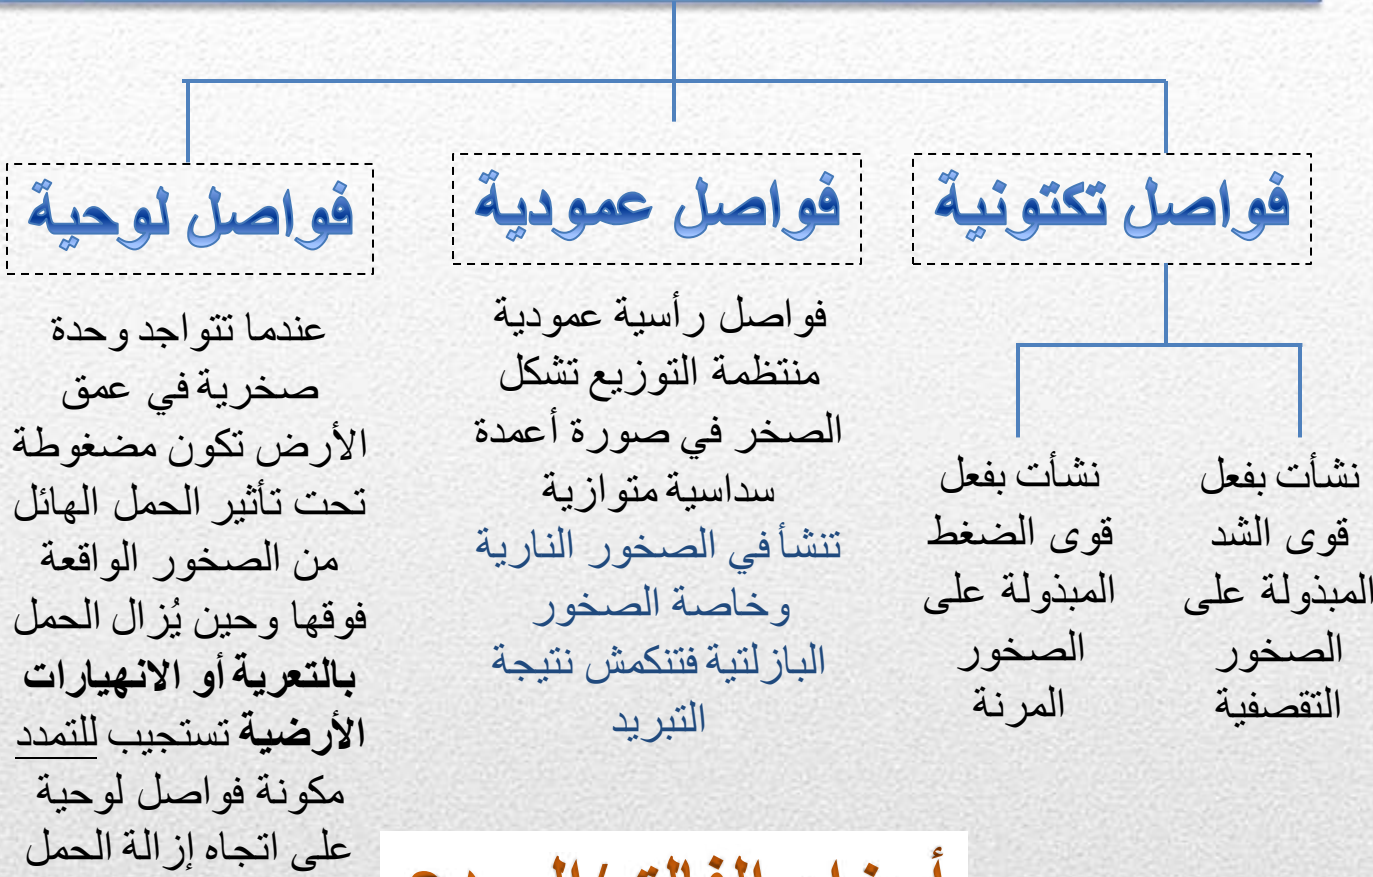 فواصل تكتونية
نشأت بفعل
قوى الشد
المبذولة على
الصخور
التقصفية
نشأت بفعل
قوى الضغط
المبذولة على
الصخور
المرنة
فواصل عمودية
فواصل رأسية عمودية
منتظمة التوزيع تشكل
الصخر في صورة أعمدة
سداسية متوازية
تنشأ في الصخور النارية
وخاصة الصخور
البازلتية فتنكمش نتيجة
التبريد
فواصل لوحية
عندما تتواجد وحدة
صخرية في عمق
الأرض تكون مضغوطة
تحت تأثير الحمل الهائل
من الصخور الواقعة
فوقها وحين يُزال الحمل
بالتعرية أو الانهيارات
الأرضية تستجيب للتمدد
مكونة فواصل لوحية
على اتجاه إزالة الحمل